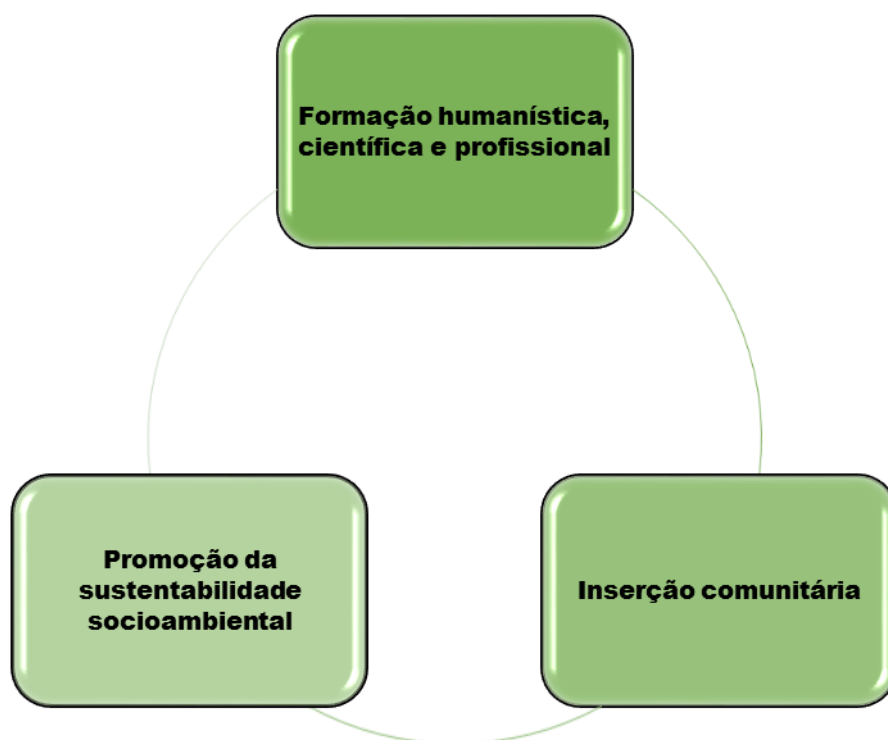 Formação humanística,
científica e profissional
Promoção da
sustentabilidade
socioambiental
Inserção comunitária